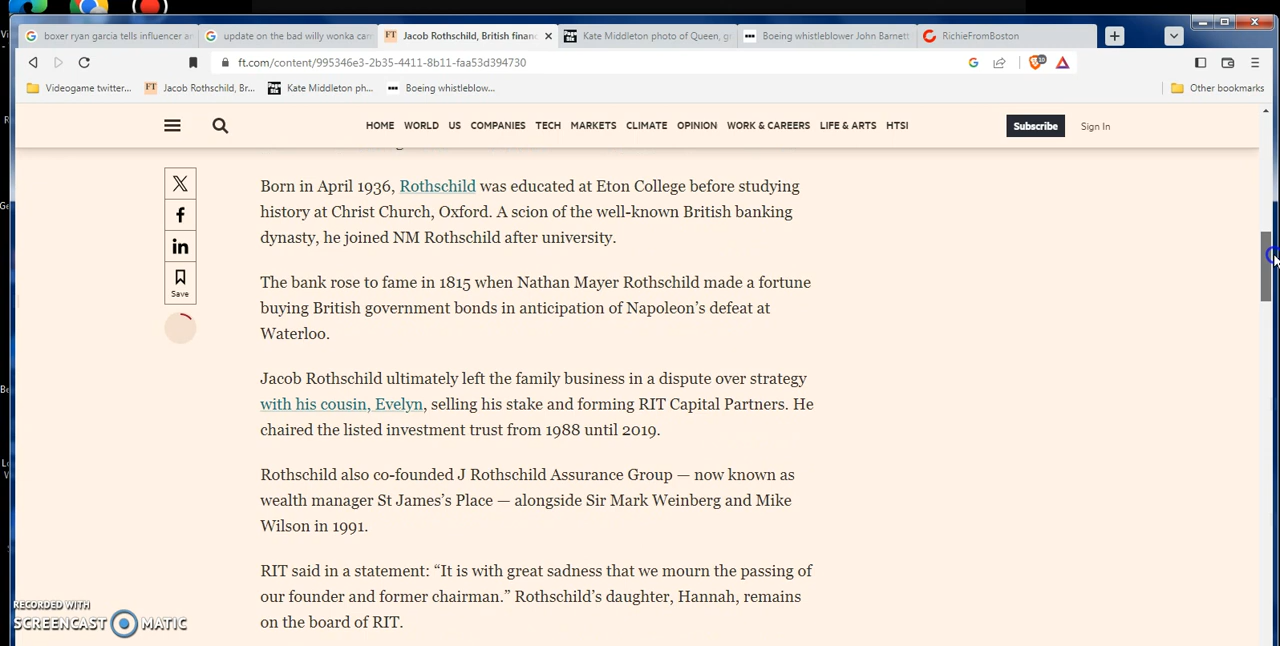 boxer ryan garcia tells influencer a
update on the bad willy wonka cam
FT Jacob Rothschild, British financ
Page Six Kate Middleton photo of Queen, g
Boeing whistleblower John Barnett
RichieFromBoston
ft.com/content/995346e3-2b35-4411-8b11-faa53d394730
Videogame twitter...
FT Jacob Rothschild, Br...
Kate Middleton ph...
Boeing whistleblow...
Other bookmarks
HOME WORLD US COMPANIES TECH MARKETS CLIMATE OPINION WORK & CAREERS LIFE & ARTS HTSI
Subscribe
Sign In
Born in April 1936, Rothschild was educated at Eton College before studying
history at Christ Church, Oxford. A scion of the well-known British banking
dynasty, he joined NM Rothschild after university.
Save
The bank rose to fame in 1815 when Nathan Mayer Rothschild made a fortune
buying British government bonds in anticipation of Napoleon’s defeat at
Waterloo.
Jacob Rothschild ultimately left the family business in a dispute over strategy
with his cousin, Evelyn, selling his stake and forming RIT Capital Partners. He
chaired the listed investment trust from 1988 until 2019.
Rothschild also co-founded J Rothschild Assurance Group — now known as
wealth manager St James’s Place — alongside Sir Mark Weinberg and Mike
Wilson in 1991.
RIT said in a statement: “It is with great sadness that we mourn the passing of
our founder and former chairman.” Rothschild’s daughter, Hannah, remains
on the board of RIT.
RECORDED WITH
SCREENCAST MATIC